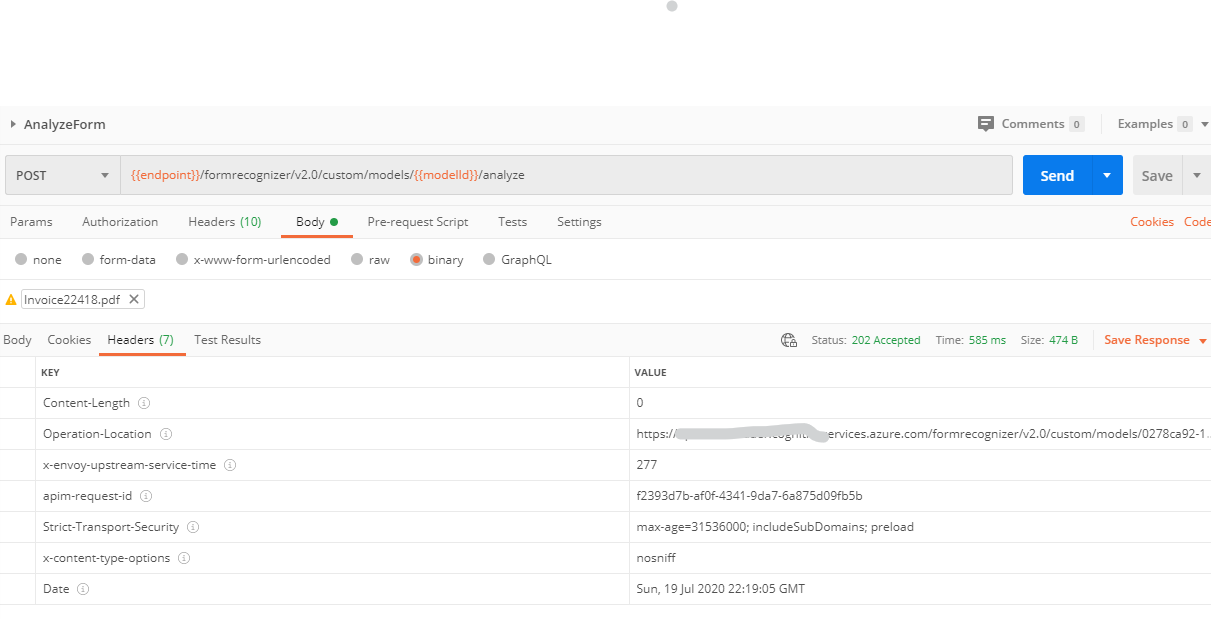 AnalyzeForm Comments 0 Examples 0
POST {{endpoint}}/formrecognizer/v2.0/custom/models/{{modelId}}/analyze Send Save
Params Authorization Headers (10) Body Pre-request Script Tests Settings Cookies Code
none form-data x-www-form-urlencoded raw binary GraphQL
Invoice22418.pdf
Body Cookies Headers (7) Test Results Status: 202 Accepted Time: 585 ms Size: 474 B Save Response
KEY VALUE
Content-Length 0
Operation-Location https:// ervices.azure.com/formrecognizer/v2.0/custom/models/0278ca92-1...
x-envoy-upstream-service-time 277
apim-request-id f2393d7b-af0f-4341-9da7-6a875d09fb5b
Strict-Transport-Security max-age=31536000; includeSubDomains; preload
x-content-type-options nosniff
Date Sun, 19 Jul 2020 22:19:05 GMT